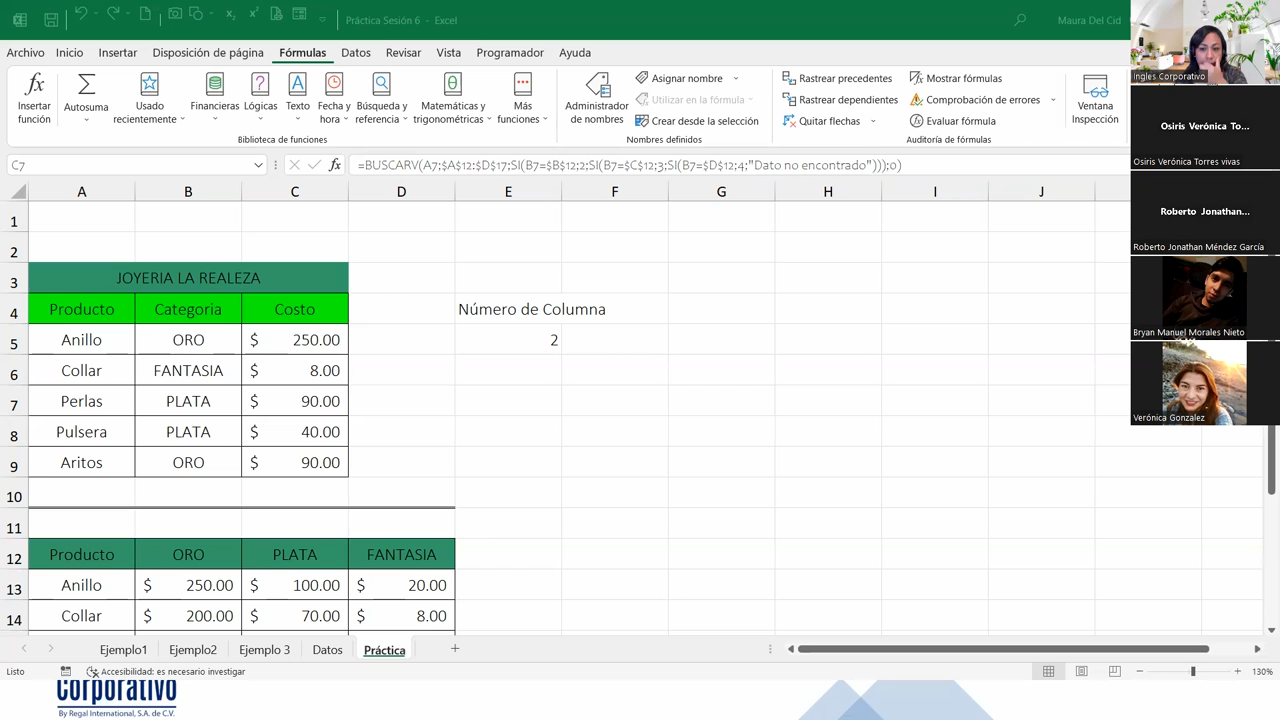 Práctica Sesión 6 - Excel
Maura Del Cid
Archivo Inicio Insertar Disposición de página Fórmulas Datos Revisar Vista Programador Ayuda
Insertar función
Autosuma
Usado recientemente
Financieras
Lógicas
Texto
Fecha y hora
Búsqueda y referencia
Matemáticas y trigonométricas
Más funciones
Biblioteca de funciones
Administrador de nombres
Asignar nombre
Utilizar en la fórmula
Crear desde la selección
Nombres definidos
Rastrear precedentes
Rastrear dependientes
Quitar flechas
Mostrar fórmulas
Comprobación de errores
Evaluar fórmula
Auditoría de fórmulas
Ventana Inspección
C7 fx =BUSCARV(A7;$A$12:$D$17;SI(B7=$B$12;2;SI(B7=$C$12;3;SI(B7=$D$12;4;"Dato no encontrado")));0)
A B C D E F G H I J
1
2
3 JOYERIA LA REALEZA
4 Producto Categoria Costo Número de Columna
5 Anillo ORO $ 250.00 2
6 Collar FANTASIA $ 8.00
7 Perlas PLATA $ 90.00
8 Pulsera PLATA $ 40.00
9 Aritos ORO $ 90.00
10
11
12 Producto ORO PLATA FANTASIA
13 Anillo $ 250.00 $ 100.00 $ 20.00
14 Collar $ 200.00 $ 70.00 $ 8.00
Ejemplo1 Ejemplo2 Ejemplo 3 Datos Práctica +
Listo Accesibilidad: es necesario investigar 130%
Ingles Corporativo
Osiris Verónica To...
Osiris Verónica Torres vivas
Roberto Jonathan...
Roberto Jonathan Méndez García
Bryan Manuel Morales Nieto
Verónica Gonzalez
Corporativo
By Regal International, S.A. de C.V.